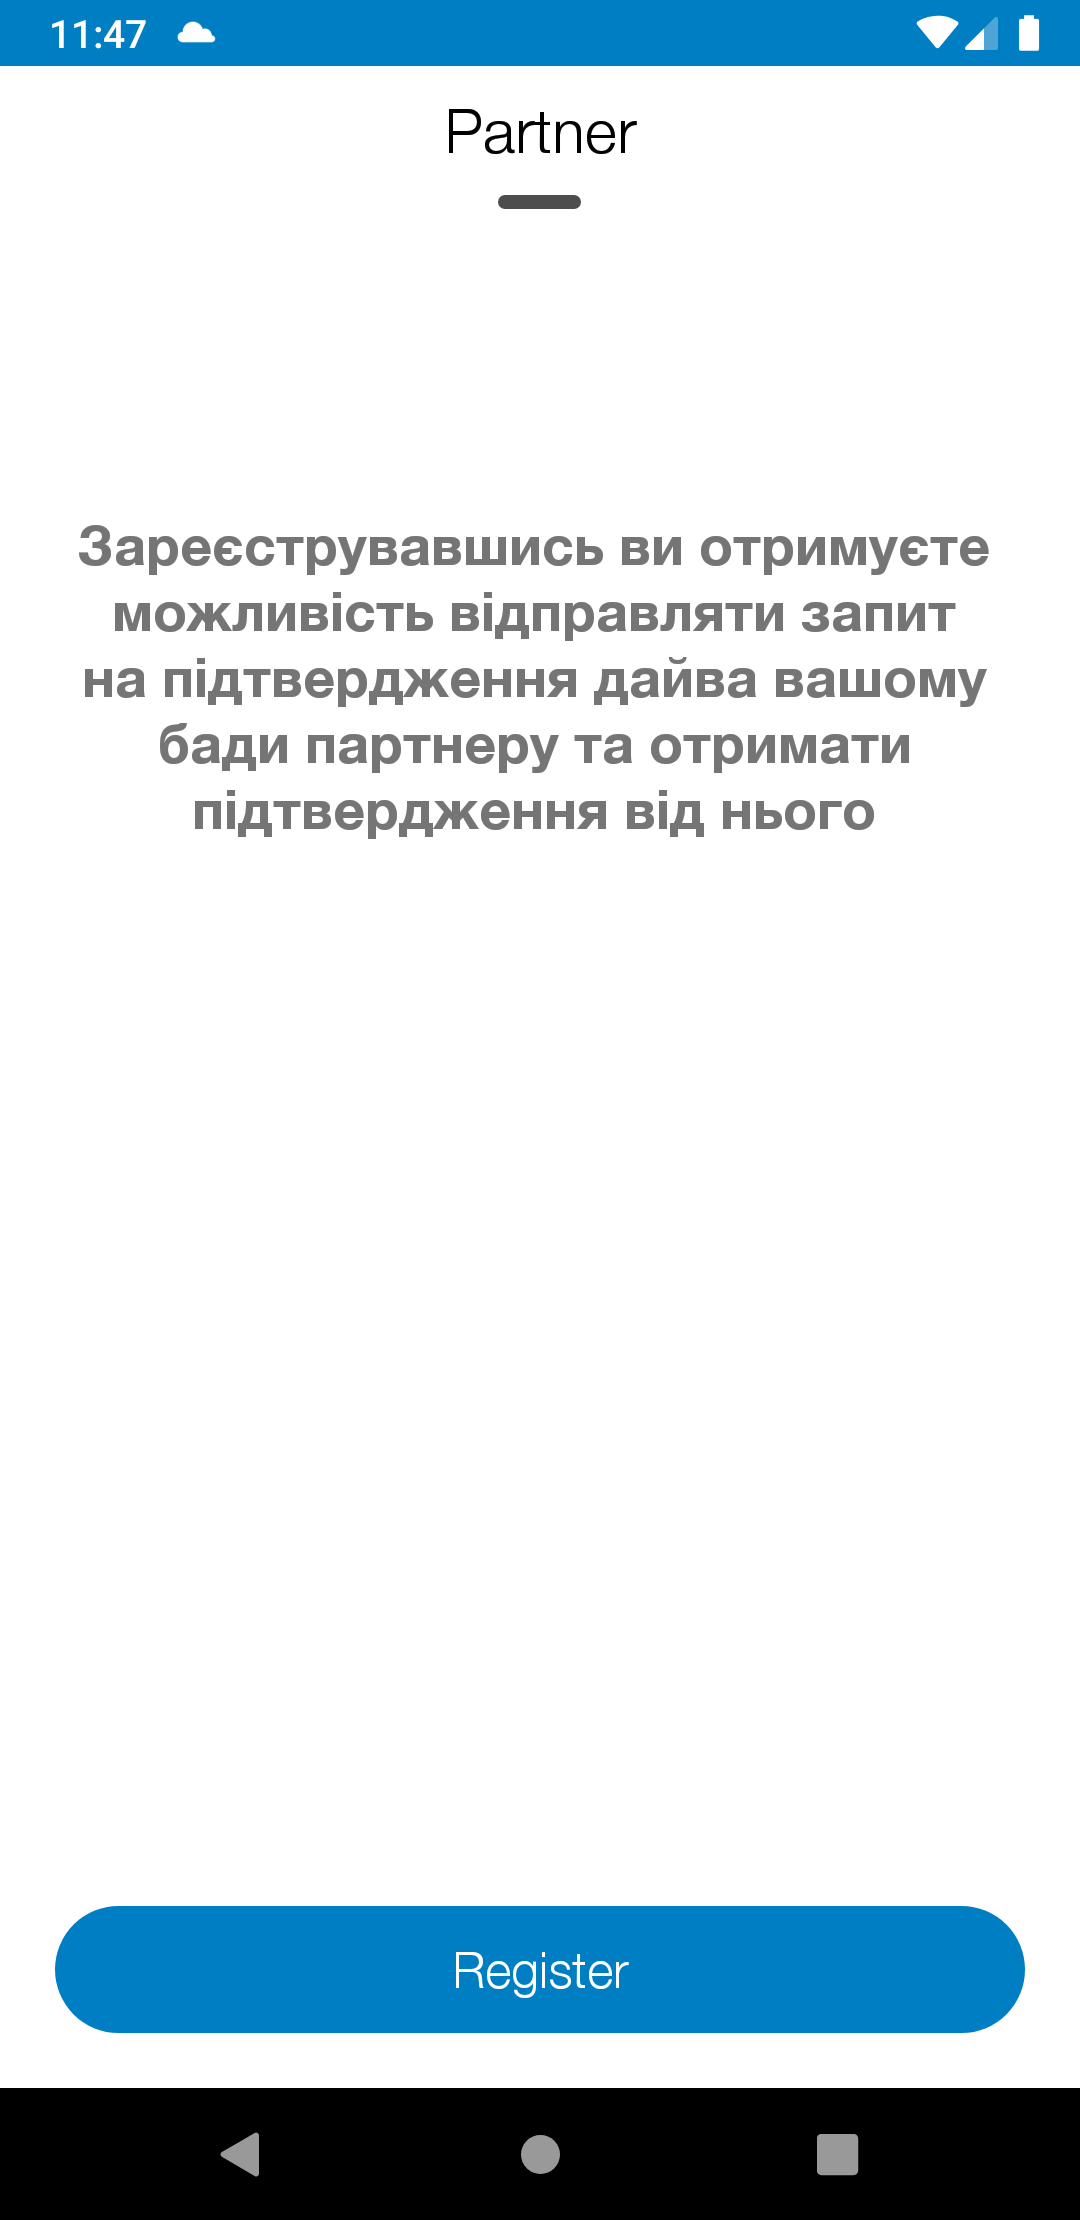 11:47
Partner
Зареєструвавшись ви отримуєте
можливість відправляти запит
на підтвердження дайва вашому
бади партнеру та отримати
підтвердження від нього
Register